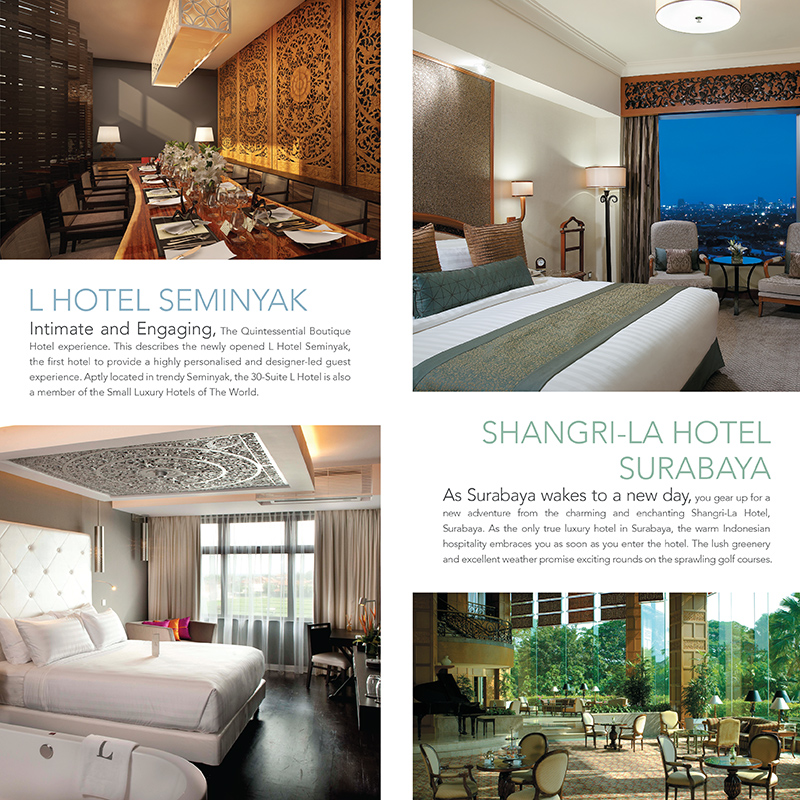 L HOTEL SEMINYAK
Intimate and Engaging, The Quintessential Boutique
Hotel experience. This describes the newly opened L Hotel Seminyak,
the first hotel to provide a highly personalised and designer-led guest
experience. Aptly located in trendy Seminyak, the 30-Suite L Hotel is also
a member of the Small Luxury Hotels of The World.
L
SHANGRI-LA HOTEL
SURABAYA
As Surabaya wakes to a new day, you gear up for a
new adventure from the charming and enchanting Shangri-La Hotel,
Surabaya. As the only true luxury hotel in Surabaya, the warm Indonesian
hospitality embraces you as soon as you enter the hotel. The lush greenery
and excellent weather promise exciting rounds on the sprawling golf courses.